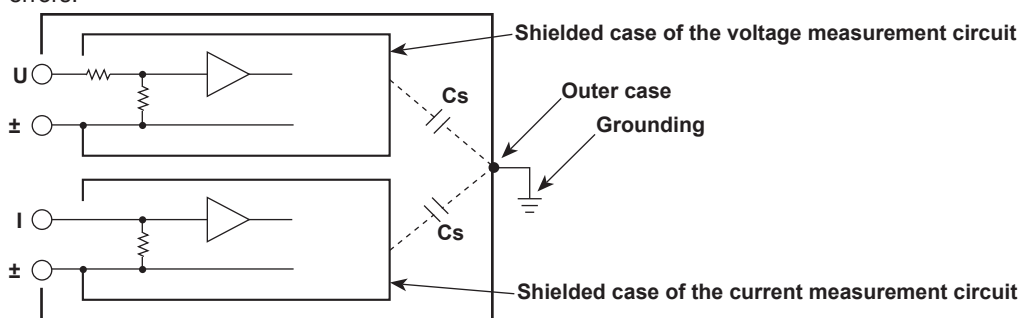 errors.
Shielded case of the voltage measurement circuit
U
Cs
Outer case
Grounding
±
I
Cs
±
Shielded case of the current measurement circuit